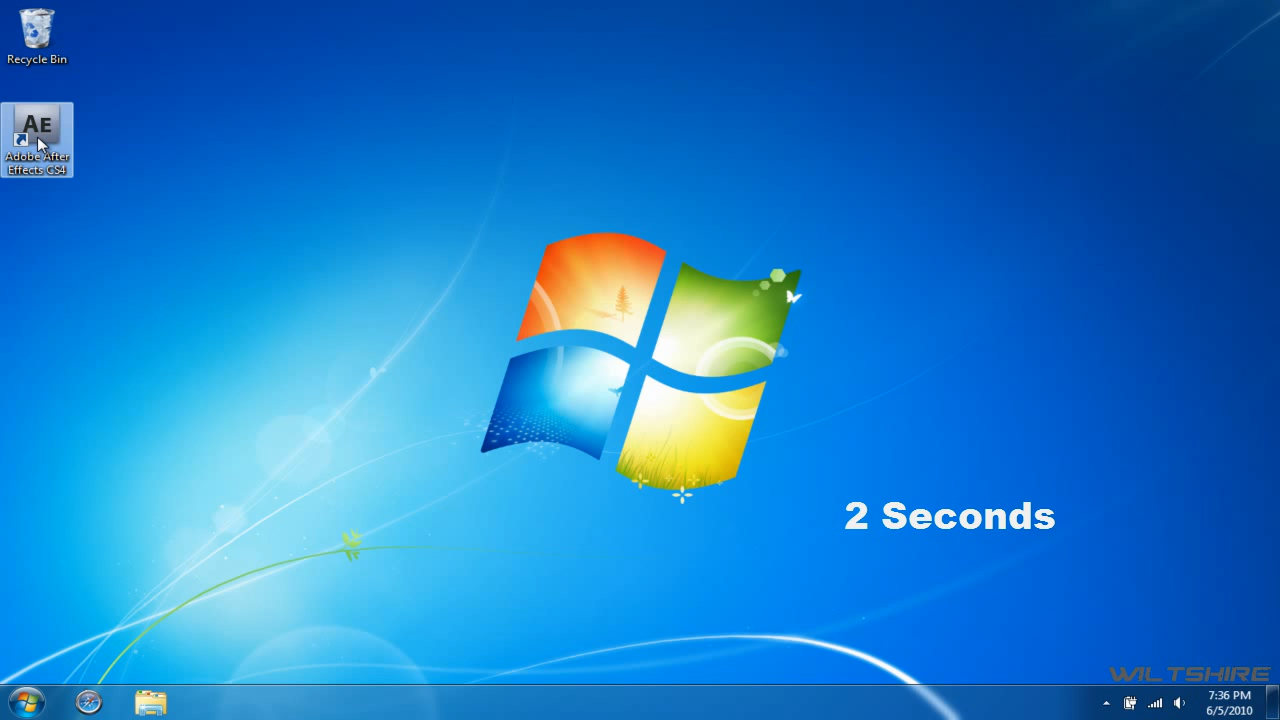 Recycle Bin
AE
Adobe After
Effects CS4
2 Seconds
WILTSHIRE
7:36 PM
6/5/2010